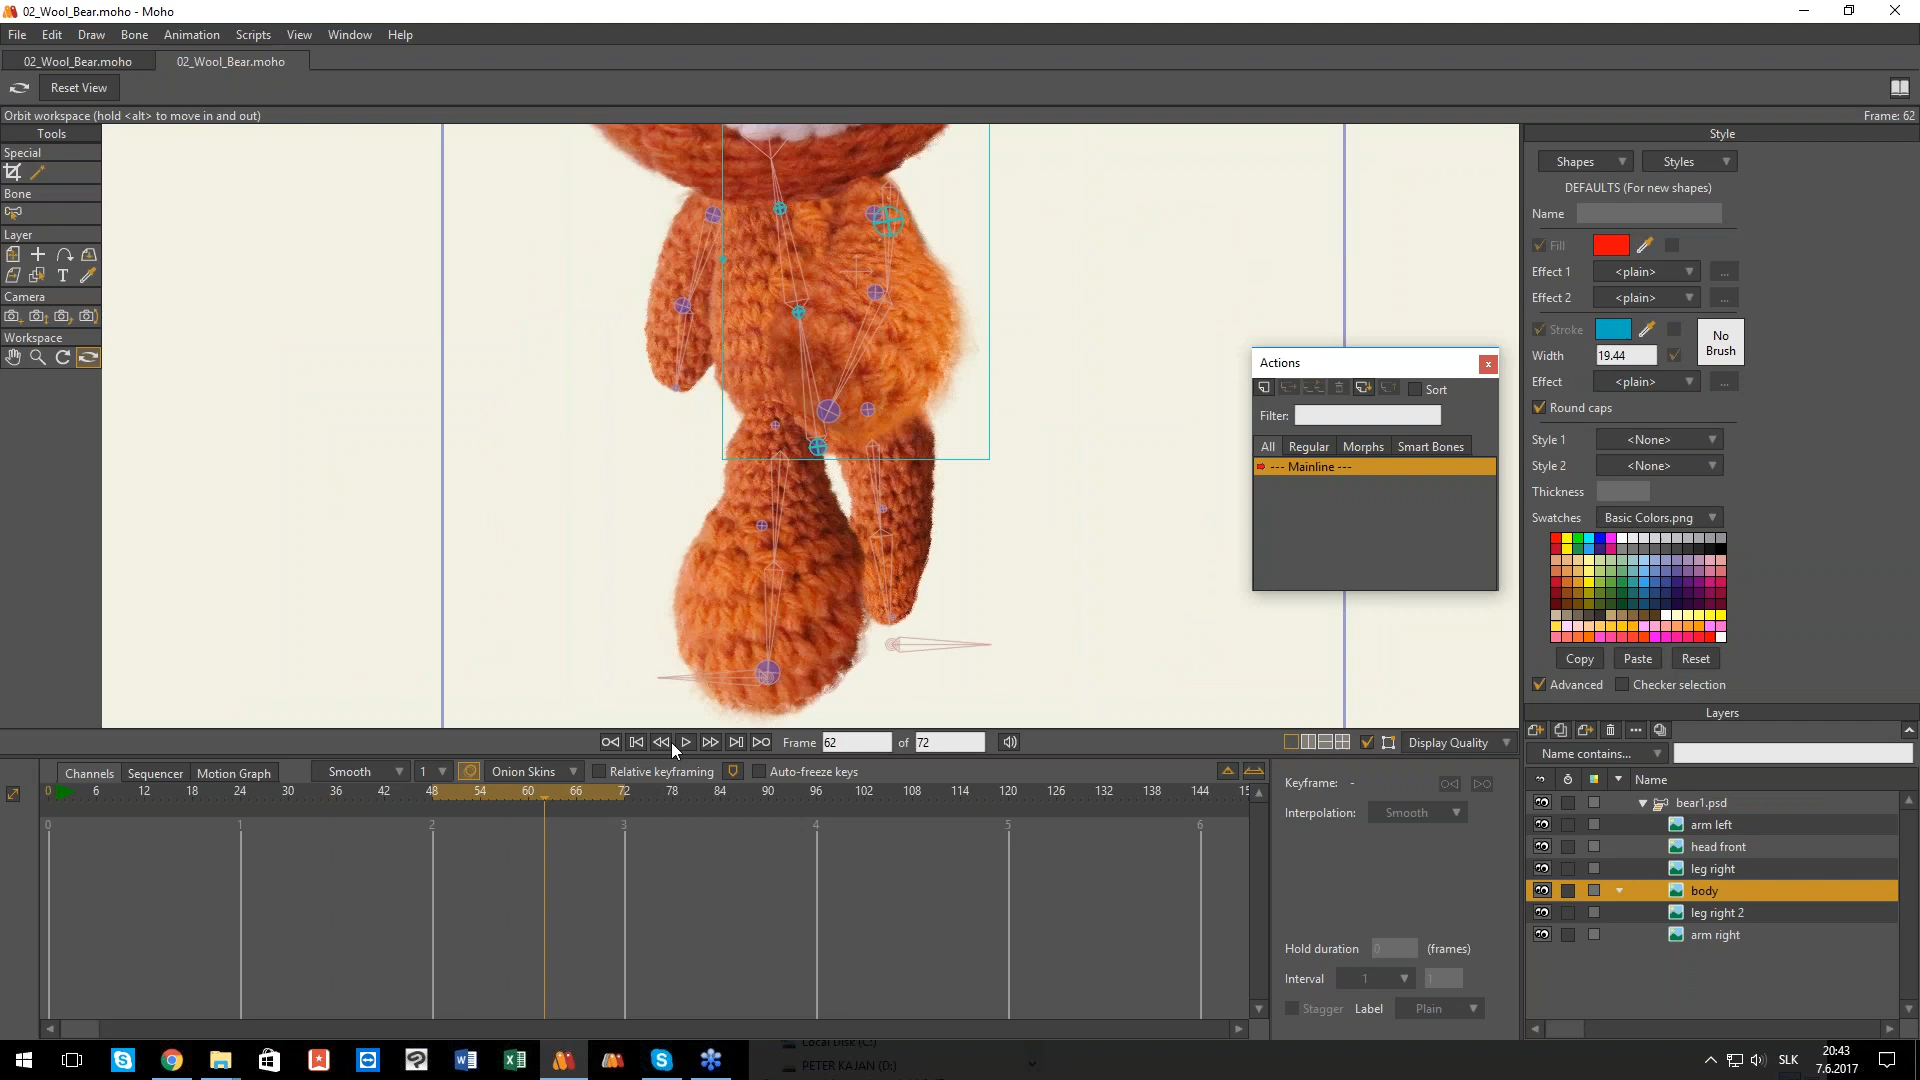 02_Wool_Bear.moho - Moho
File Edit Draw Bone Animation Scripts View Window Help
02_Wool_Bear.moho 02_Wool_Bear.moho
Reset View
Orbit workspace (hold <alt> to move in and out) Frame: 62
Tools
Special
Bone
Layer
T
Camera
Workspace
Style
Shapes Styles
DEFAULTS (For new shapes)
Name
Fill
Effect 1 <plain> ...
Effect 2 <plain> ...
Stroke No Brush
Width 19.44
Effect <plain> ...
Round caps
Style 1 <None>
Style 2 <None>
Thickness
Swatches Basic Colors.png
Copy Paste Reset
Advanced Checker selection
Actions x
Sort
Filter:
All Regular Morphs Smart Bones
--- Mainline ---
Frame 62 of 72 Display Quality
Channels Sequencer Motion Graph Smooth 1 Onion Skins Relative keyframing Auto-freeze keys
0 6 12 18 24 30 36 42 48 54 60 66 72 78 84 90 96 102 108 114 120 126 132 138 144 15
0 1 2 3 4 5 6
Keyframe: -
Interpolation: Smooth
Hold duration 0 (frames)
Interval 1 1
Stagger Label Plain
Layers
Name contains...
Name
bear1.psd
arm left
head front
leg right
body
leg right 2
arm right
Local Disk (C:)
PETER KAJAN (D:)
SLK
20:43
7.6.2017